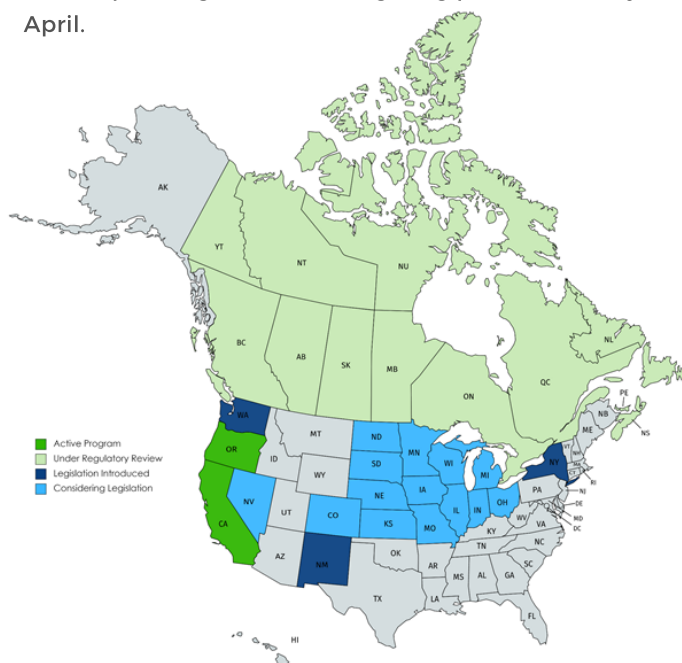 April.
AK
YT
NT
NU
BC
AB
SK
MB
ON
QC
NL
PE
NB
NS
WA
OR
CA
NV
ID
MT
WY
UT
AZ
CO
NM
ND
SD
NE
KS
OK
TX
MN
IA
MO
AR
LA
WI
IL
MI
IN
OH
KY
TN
MS
AL
GA
FL
SC
NC
VA
WV
PA
NY
VT
NH
ME
CT
RI
NJ
DE
MD
DC
HI
Active Program
Under Regulatory Review
Legislation Introduced
Considering Legislation